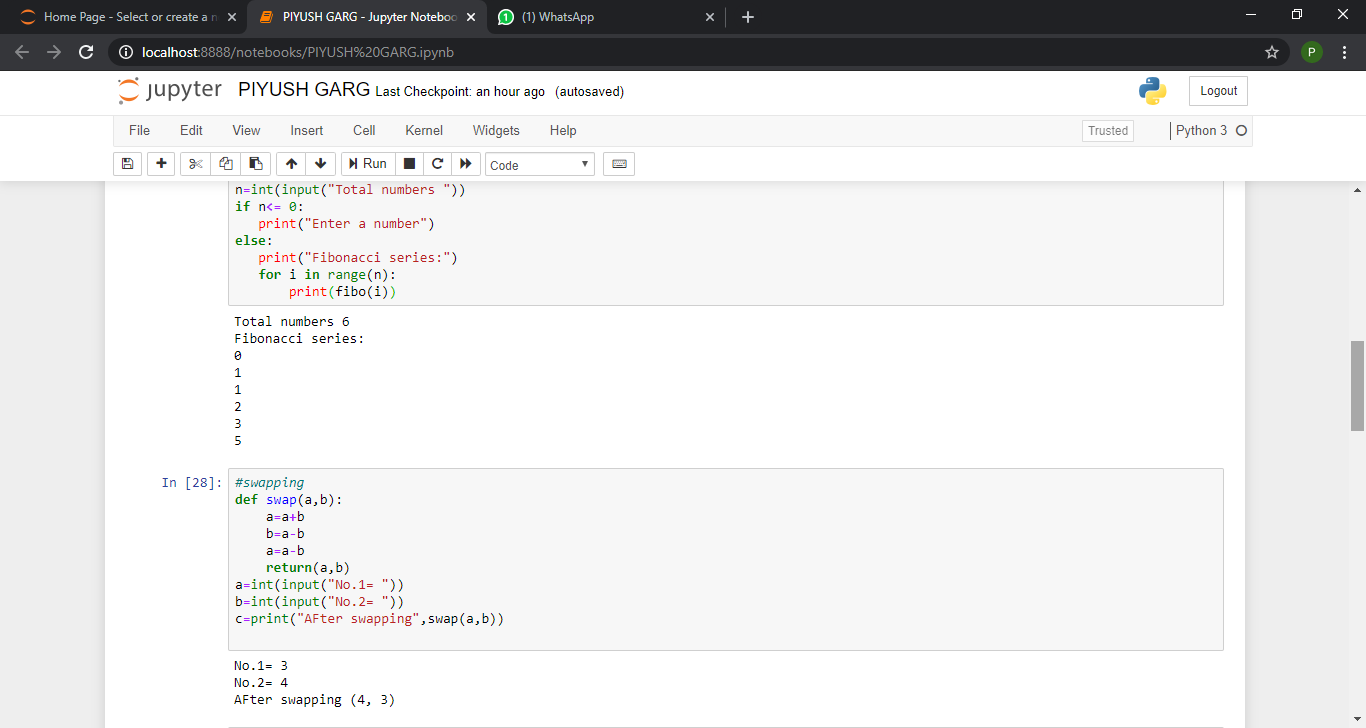 Home Page - Select or create a n
PIYUSH GARG - Jupyter Noteboo
1 (1) WhatsApp
localhost:8888/notebooks/PIYUSH%20GARG.ipynb
P
jupyter PIYUSH GARG Last Checkpoint: an hour ago (autosaved)
Logout
File Edit View Insert Cell Kernel Widgets Help
Trusted
Python 3
Run
Code
n=int(input("Total numbers "))
if n<= 0:
   print("Enter a number")
else:
   print("Fibonacci series:")
   for i in range(n):
       print(fibo(i))
Total numbers 6
Fibonacci series:
0
1
1
2
3
5
In [28]:
#swapping
def swap(a,b):
    a=a+b
    b=a-b
    a=a-b
    return(a,b)
a=int(input("No.1= "))
b=int(input("No.2= "))
c=print("AFter swapping",swap(a,b))
No.1= 3
No.2= 4
AFter swapping (4, 3)